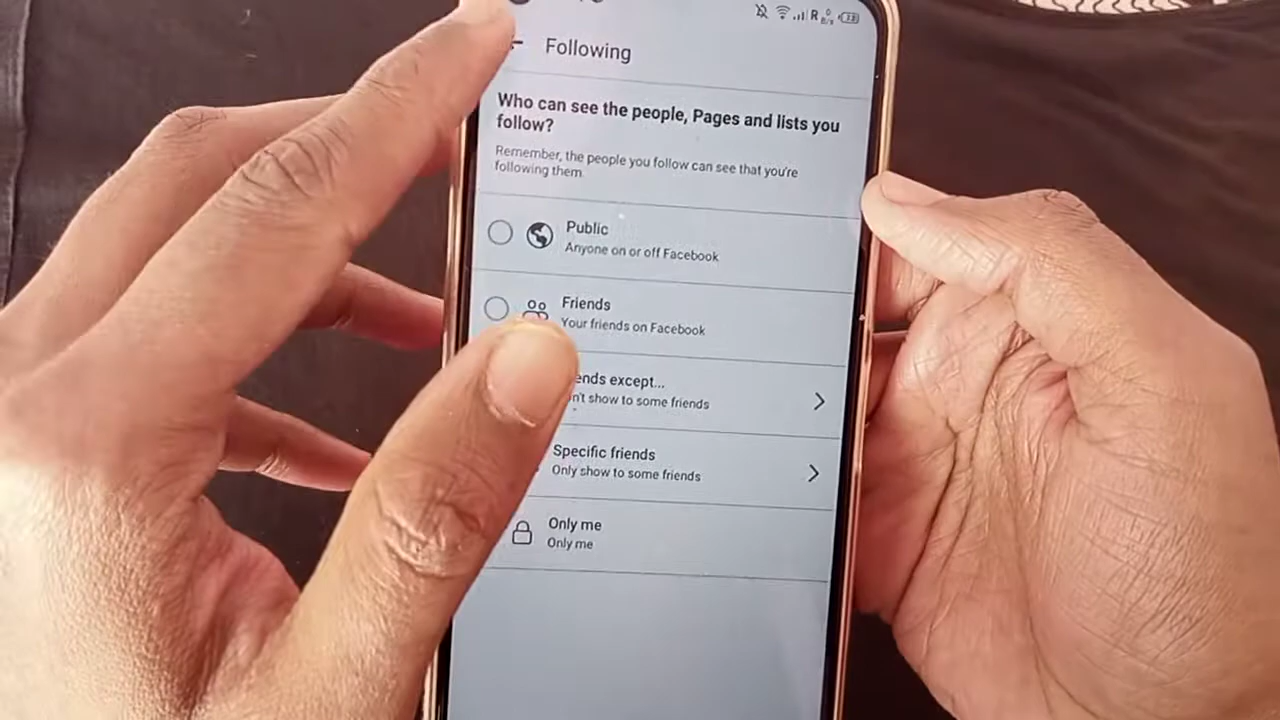 R
Following
Who can see the people, Pages and lists you
follow?
Remember, the people you follow can see that you're
following them.
Public
Anyone on or off Facebook
Friends
Your friends on Facebook
except...
show to some friends
Specific friends
Only show to some friends
Only me
Only me